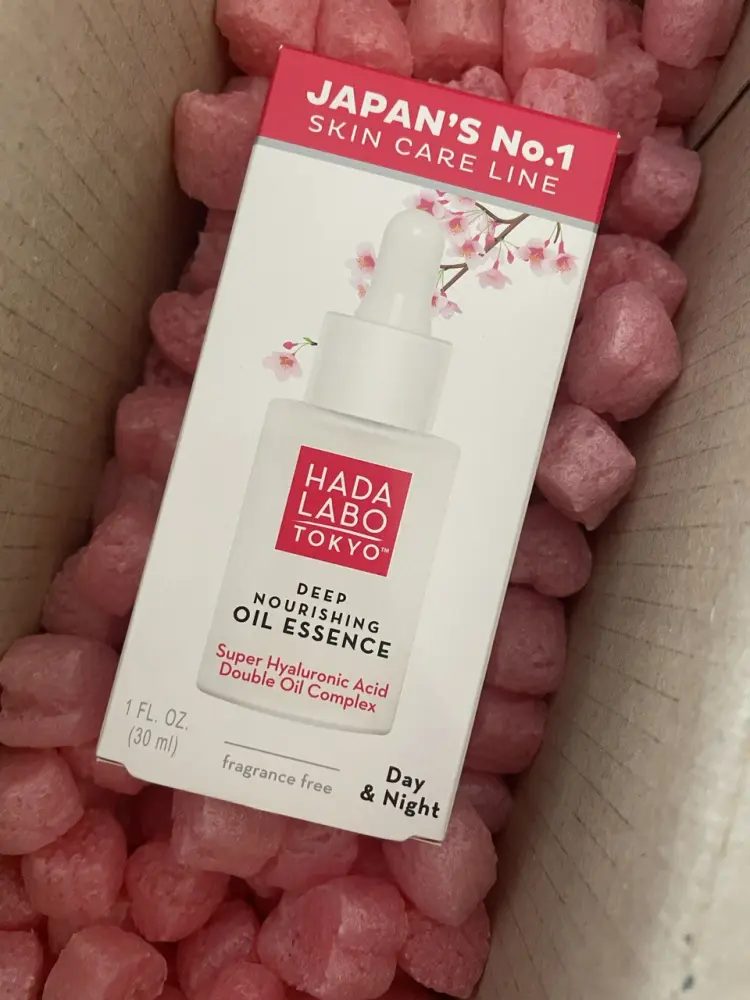 JAPAN'S No.1
SKIN CARE LINE
HADA
LABO
TOKYO™
DEEP
NOURISHING
OIL ESSENCE
Super Hyaluronic Acid
Double Oil Complex
1 FL. OZ.
(30 ml)
fragrance free
Day
& Night